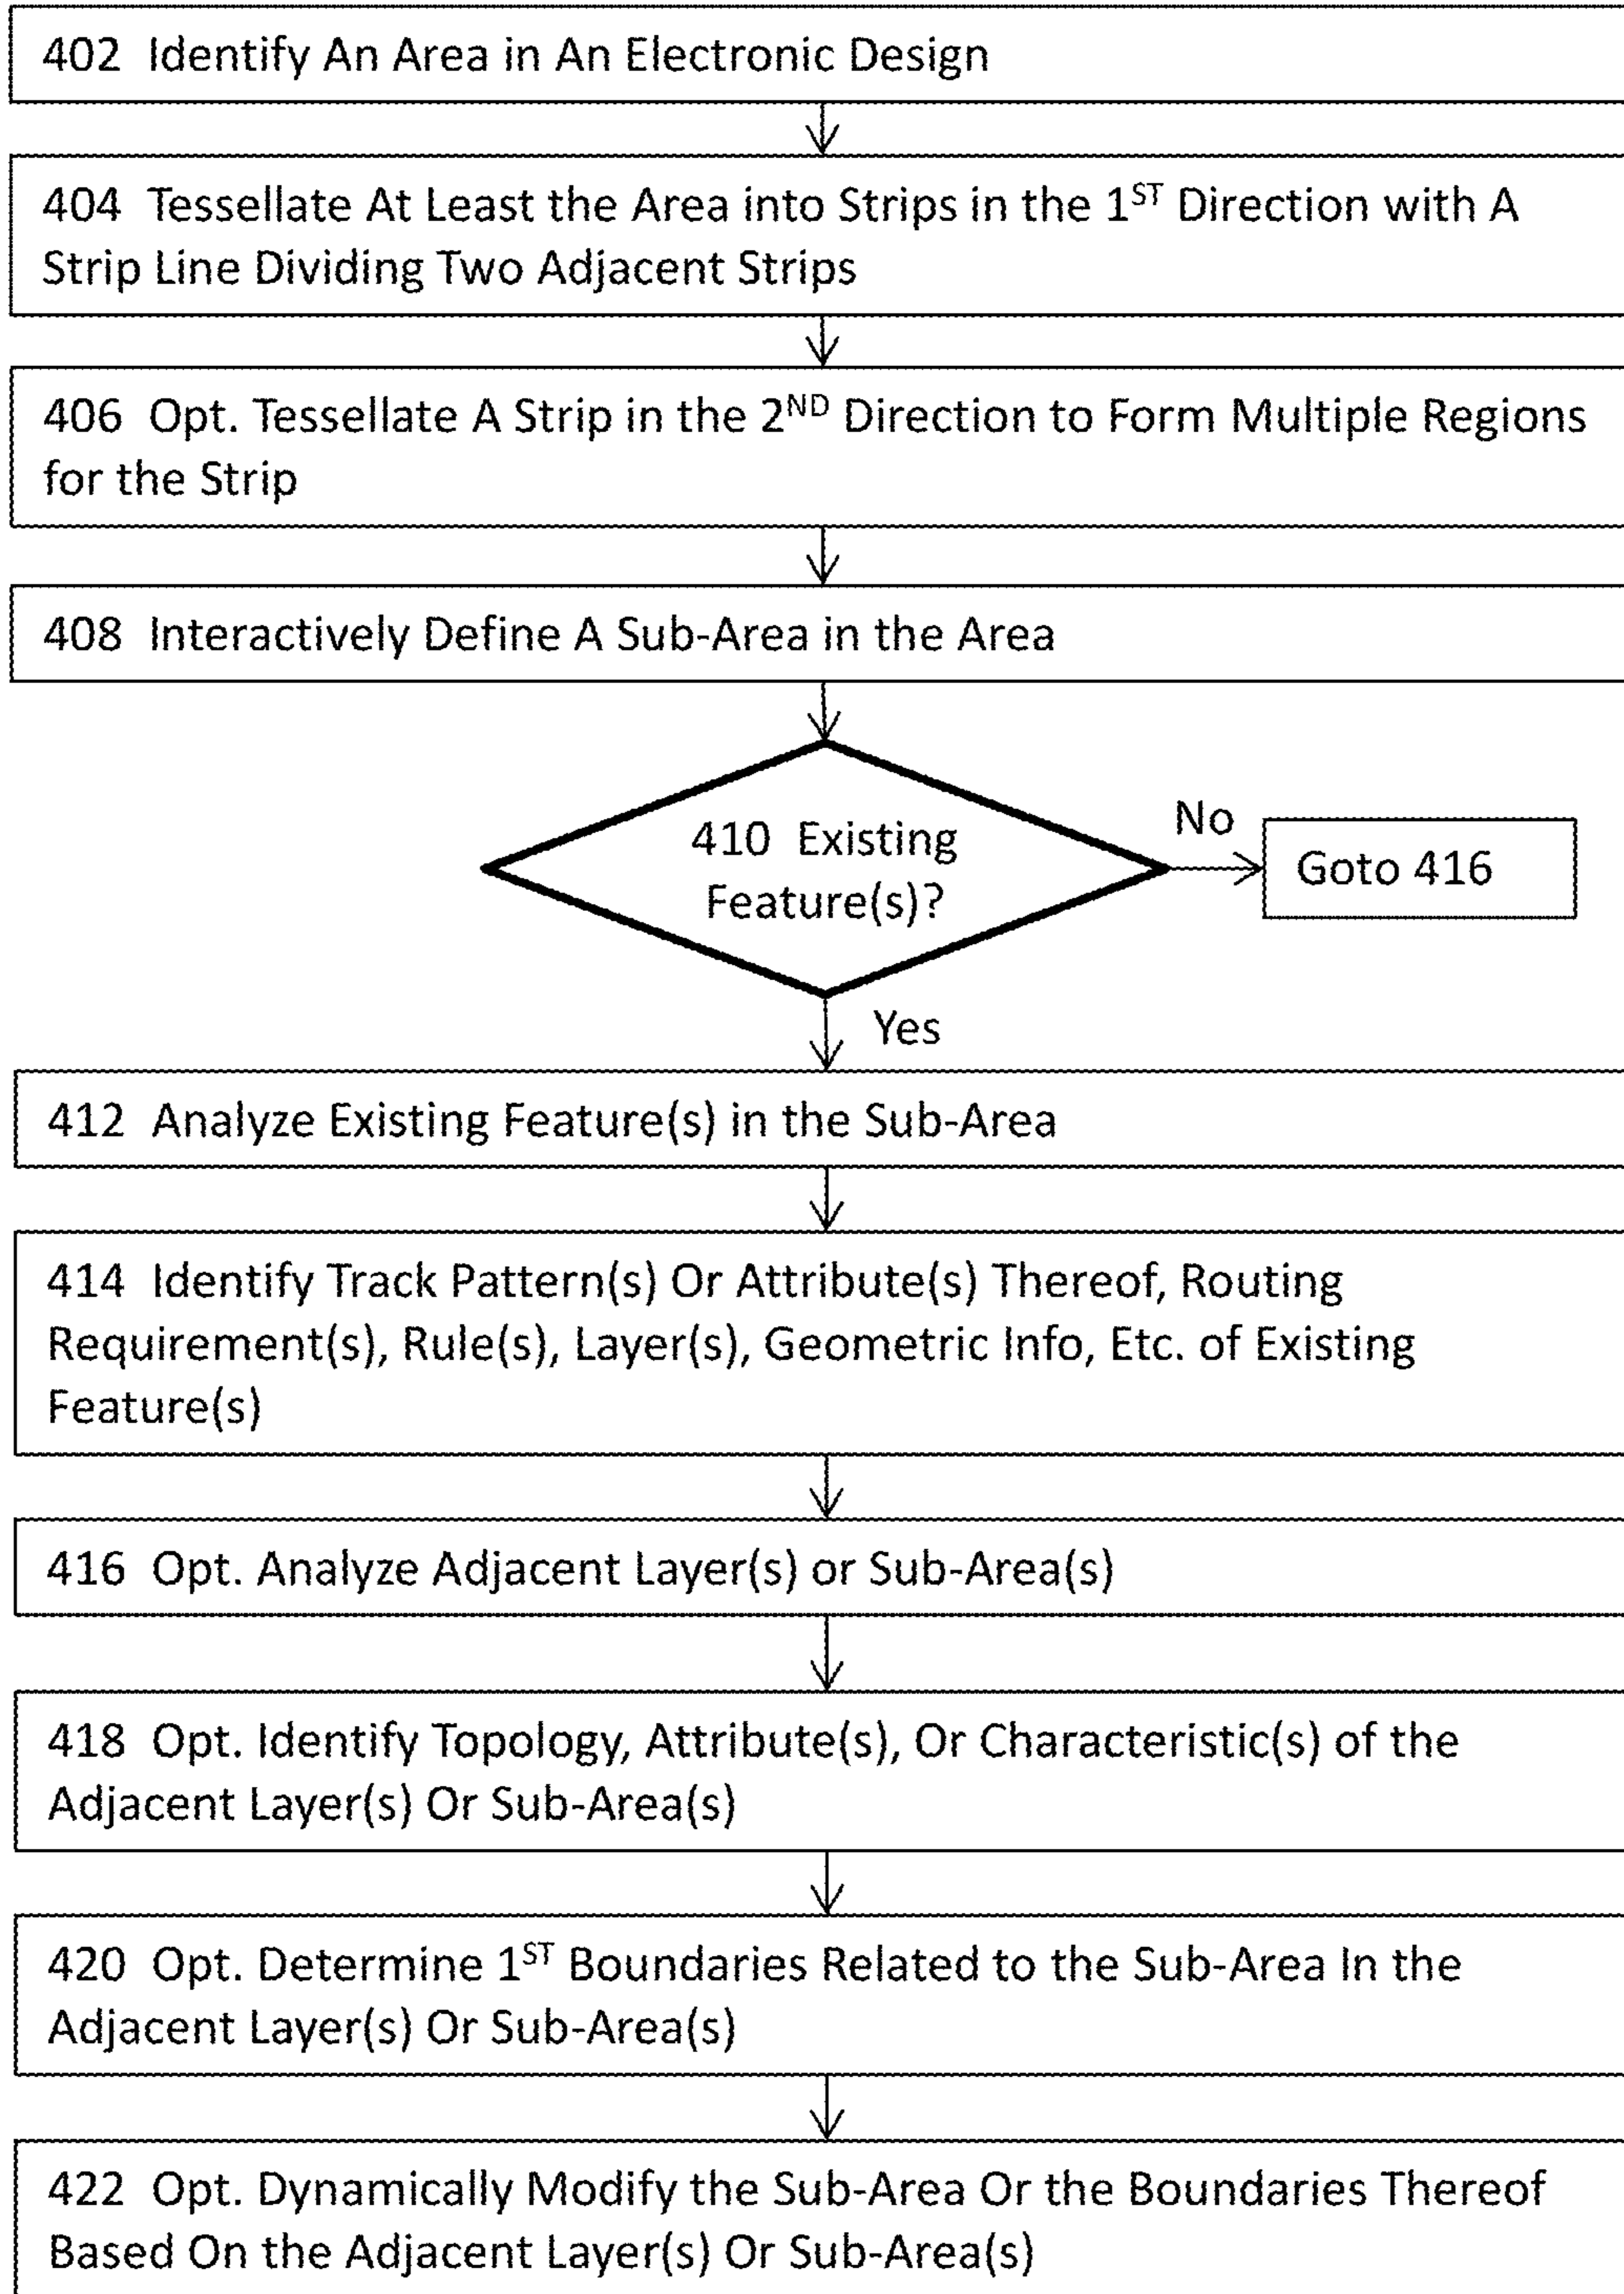 402 Identify An Area in An Electronic Design
404 Tessellate At Least the Area into Strips in the 1ST Direction with A
Strip Line Dividing Two Adjacent Strips
406 Opt. Tessellate A Strip in the 2ND Direction to Form Multiple Regions
for the Strip
408 Interactively Define A Sub-Area in the Area
410 Existing
Feature(s)?
No
Goto 416
Yes
412 Analyze Existing Feature(s) in the Sub-Area
414 Identify Track Pattern(s) Or Attribute(s) Thereof, Routing
Requirement(s), Rule(s), Layer(s), Geometric Info, Etc. of Existing
Feature(s)
416 Opt. Analyze Adjacent Layer(s) or Sub-Area(s)
418 Opt. Identify Topology, Attribute(s), Or Characteristic(s) of the
Adjacent Layer(s) Or Sub-Area(s)
420 Opt. Determine 1ST Boundaries Related to the Sub-Area In the
Adjacent Layer(s) Or Sub-Area(s)
422 Opt. Dynamically Modify the Sub-Area Or the Boundaries Thereof
Based On the Adjacent Layer(s) Or Sub-Area(s)